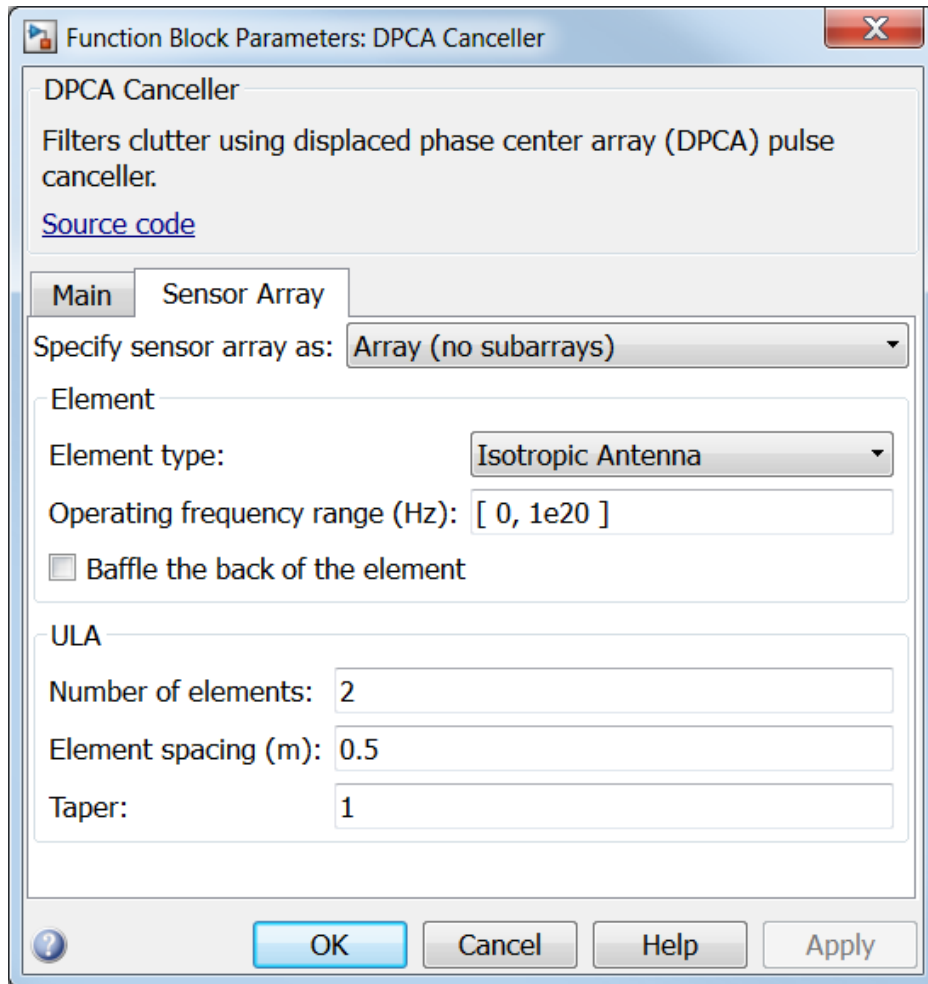 Function Block Parameters: DPCA Canceller
X
DPCA Canceller
Filters clutter using displaced phase center array (DPCA) pulse
canceller.
Source code
Main Sensor Array
Specify sensor array as: Array (no subarrays)
Element
Element type: Isotropic Antenna
Operating frequency range (Hz): [ 0, 1e20 ]
Baffle the back of the element
ULA
Number of elements: 2
Element spacing (m): 0.5
Taper: 1
? OK Cancel Help Apply